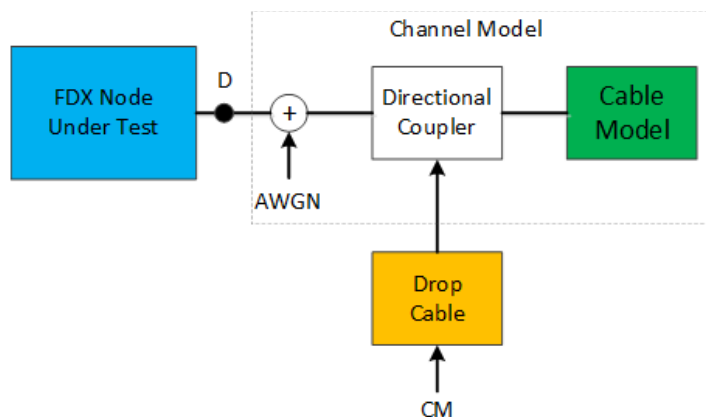 Channel Model
FDX Node
Under Test
D
+
Directional
Coupler
Cable
Model
AWGN
Drop
Cable
CM